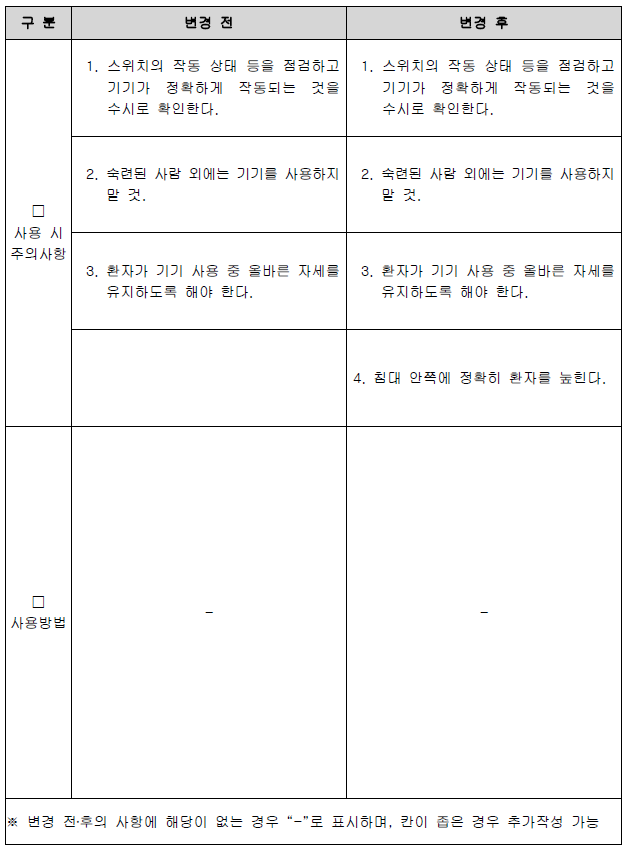 구 분 변경 전 변경 후
1. 스위치의 작동 상태 등을 점검하고
기기가 정확하게 작동되는 것을
수시로 확인한다.
1. 스위치의 작동 상태 등을 점검하고
기기가 정확하게 작동되는 것을
수시로 확인한다.
□
사용 시
주의사항
2. 숙련된 사람 외에는 기기를 사용하지
말 것.
2. 숙련된 사람 외에는 기기를 사용하지
말 것.
3. 환자가 기기 사용 중 올바른 자세를
유지하도록 해야 한다.
3. 환자가 기기 사용 중 올바른 자세를
유지하도록 해야 한다.
4. 침대 안쪽에 정확히 환자를 눞힌다.
□
사용방법
-
-
※ 변경 전·후의 사항에 해당이 없는 경우 “-”로 표시하며, 칸이 좁은 경우 추가작성 가능